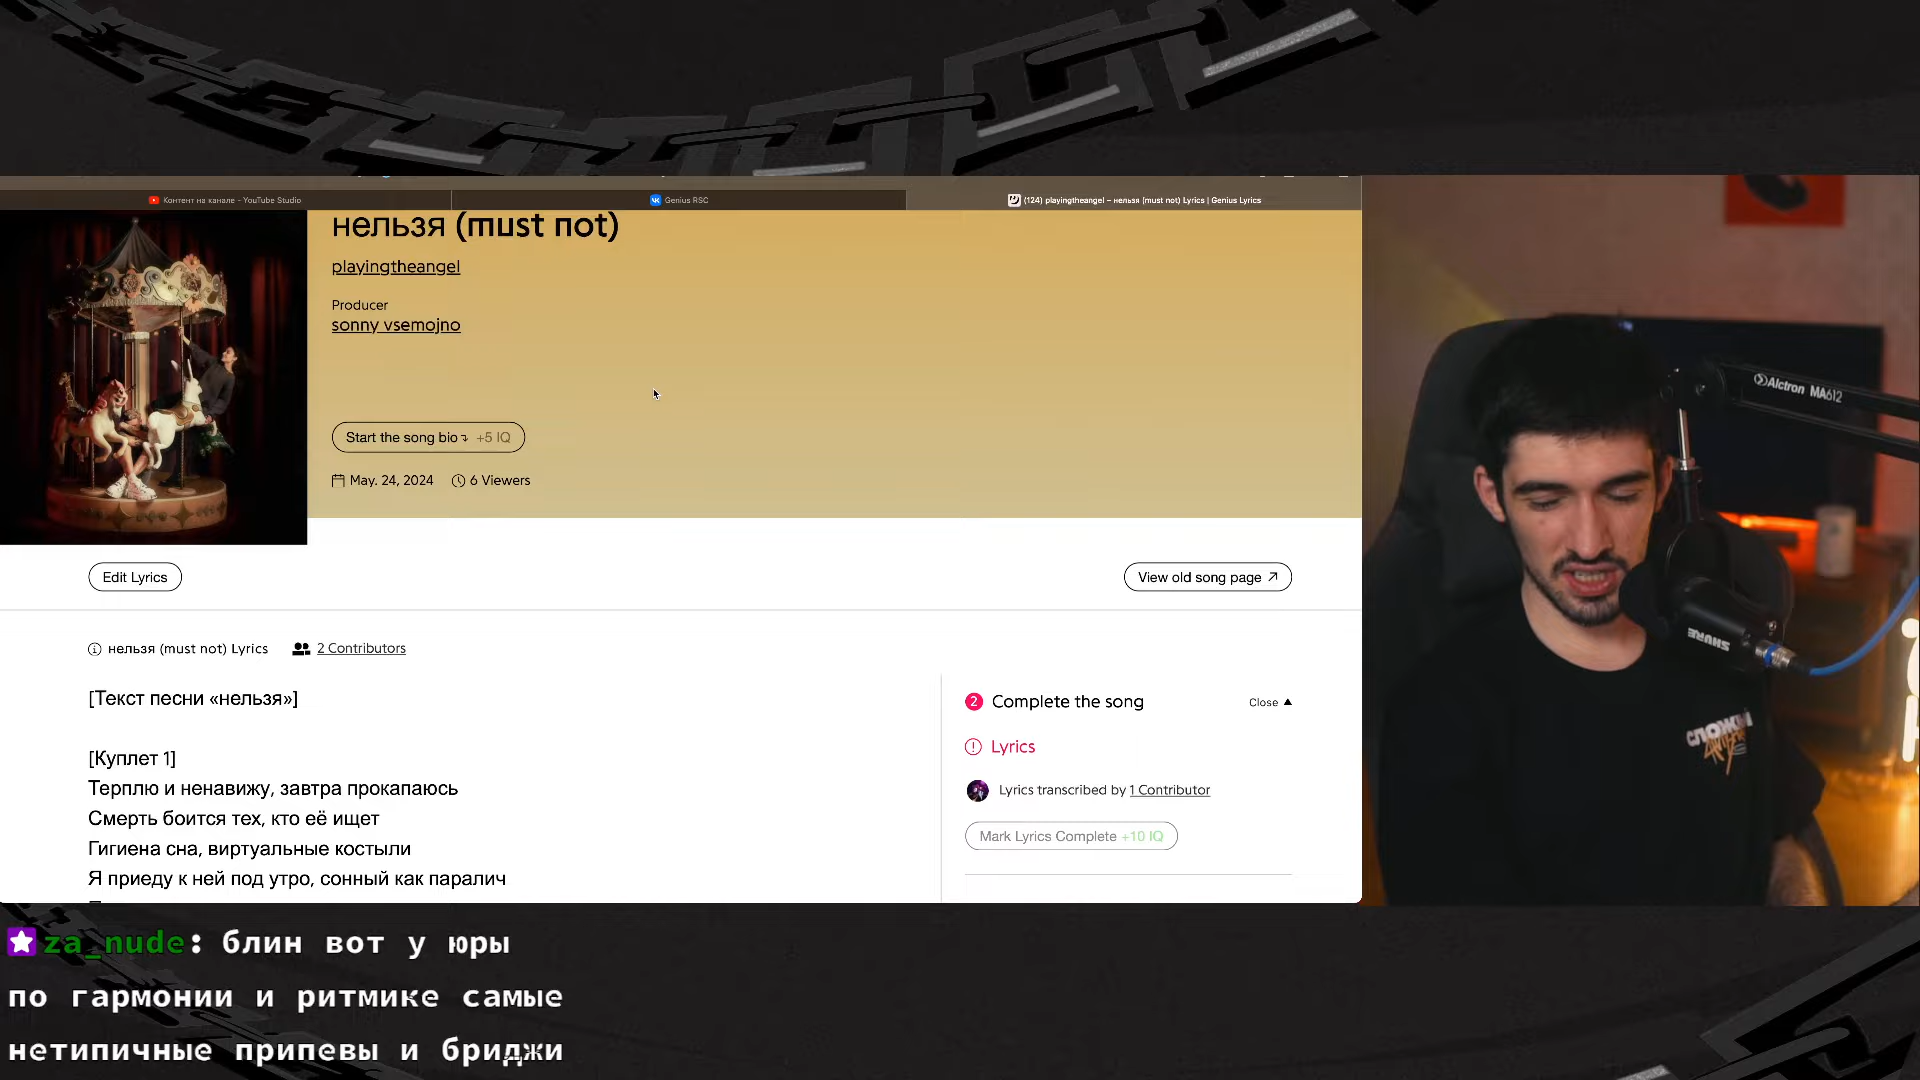 Контент на канале - YouTube Studio
Genius RSC
(124) playingtheangel – нельзя (must not) Lyrics | Genius Lyrics
нельзя (must not)
playingtheangel
Producer
sonny vsemojno
Start the song bio +5 IQ
May. 24, 2024 6 Viewers
Edit Lyrics
View old song page
нельзя (must not) Lyrics 2 Contributors
[Текст песни «нельзя»]
[Куплет 1]
Терплю и ненавижу, завтра прокапаюсь
Смерть боится тех, кто её ищет
Гигиена сна, виртуальные костыли
Я приеду к ней под утро, сонный как паралич
2 Complete the song Close
Lyrics
Lyrics transcribed by 1 Contributor
Mark Lyrics Complete +10 IQ
Alctron MA612
SHURE
za_nude: блин вот у юры
по гармонии и ритмике самые
нетипичные припевы и бриджи